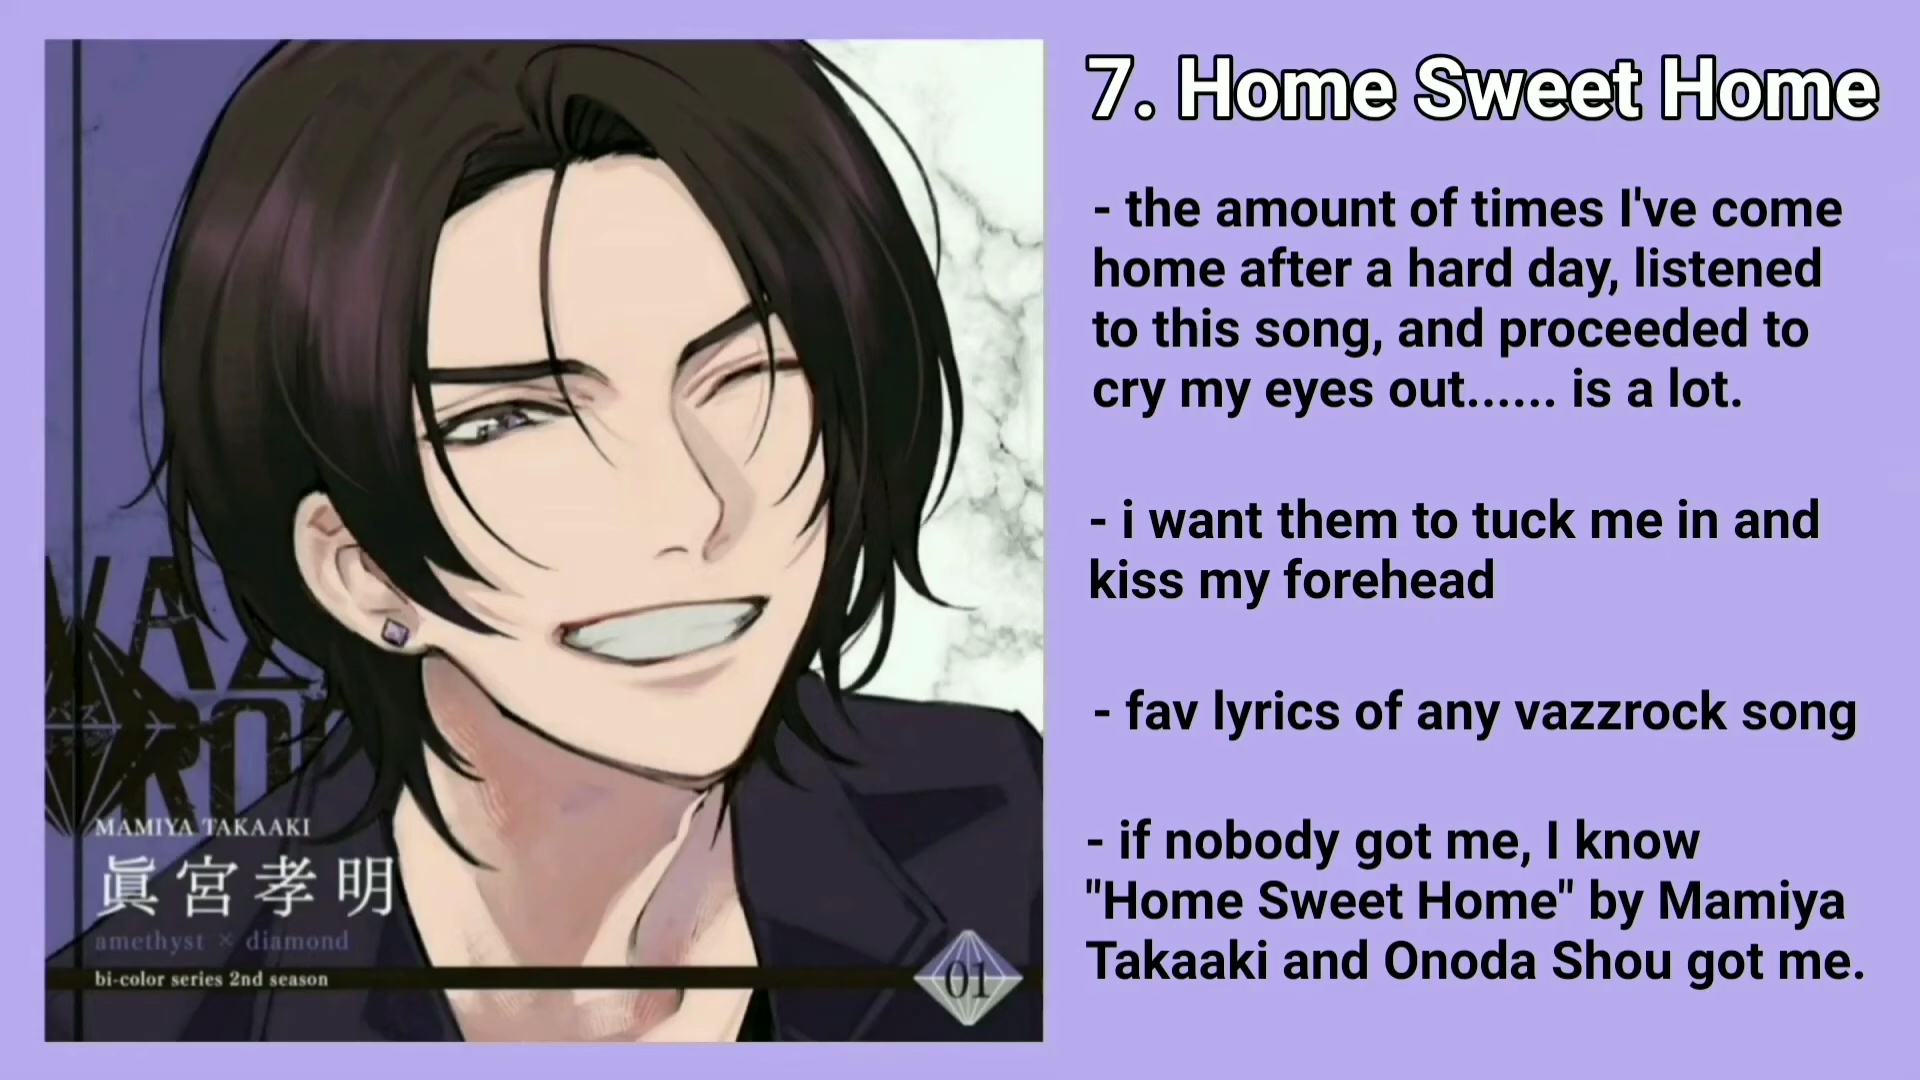 7. Home Sweet Home
- the amount of times I've come
home after a hard day, listened
to this song, and proceeded to
cry my eyes out...... is a lot.
- i want them to tuck me in and
kiss my forehead
- fav lyrics of any vazzrock song
- if nobody got me, I know
"Home Sweet Home" by Mamiya
Takaaki and Onoda Shou got me.
バズ
MAMIYA TAKAAKI
眞宮孝明
amethyst × diamond
bi-color series 2nd season
01